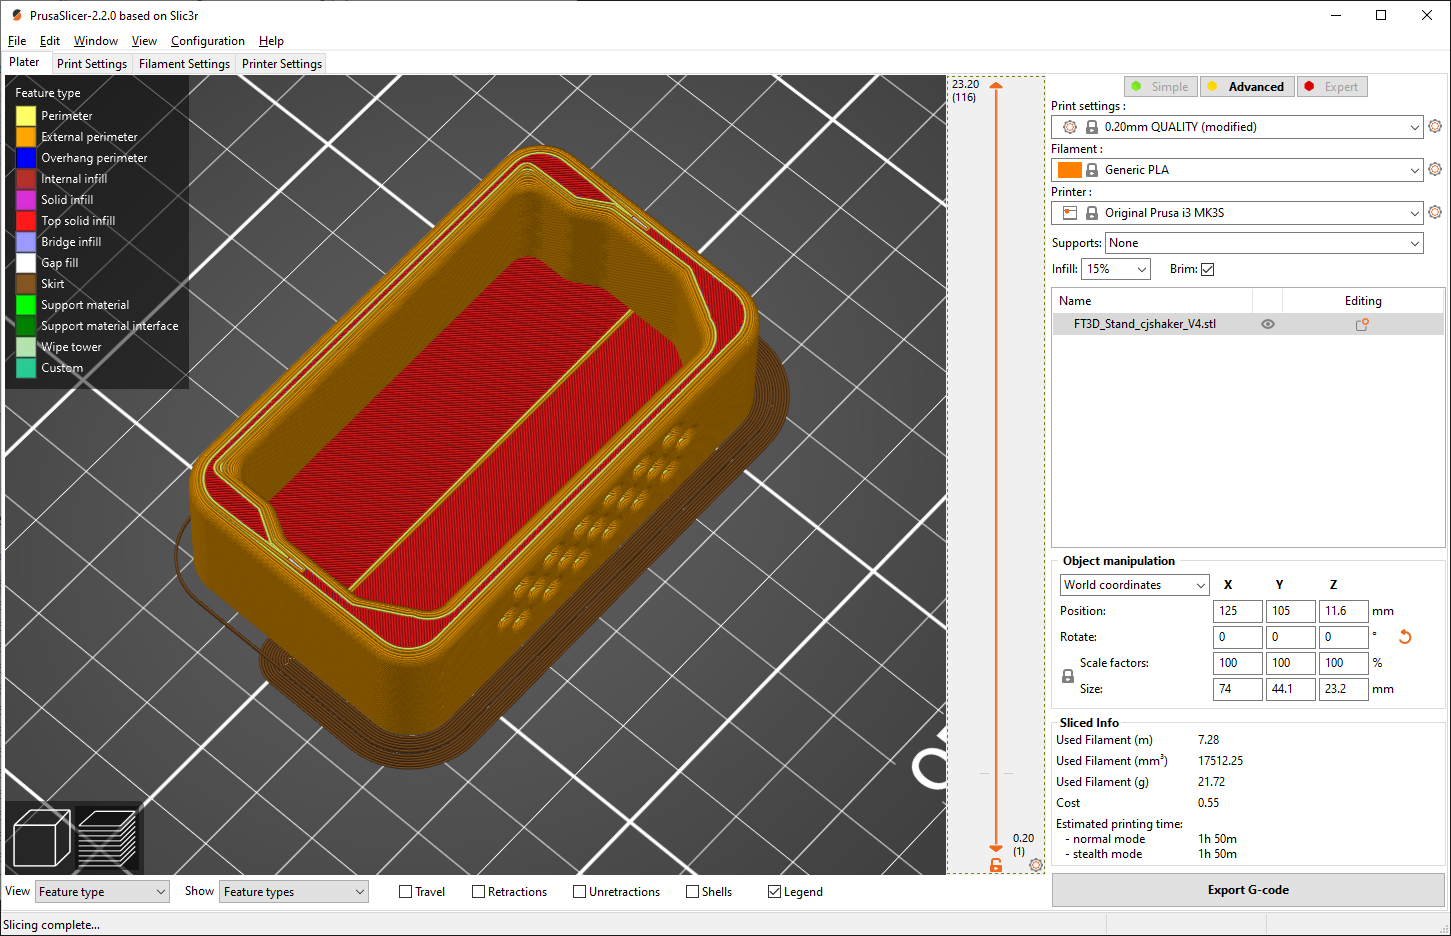 PrusaSlicer-2.2.0 based on Slic3r
File Edit Window View Configuration Help
Plater Print Settings Filament Settings Printer Settings
Feature type
Perimeter
External perimeter
Overhang perimeter
Internal infill
Solid infill
Top solid infill
Bridge infill
Gap fill
Skirt
Support material
Support material interface
Wipe tower
Custom
23.20
(116)
0.20
(1)
Simple Advanced Expert
Print settings :
0.20mm QUALITY (modified)
Filament :
Generic PLA
Printer :
Original Prusa i3 MK3S
Supports: None
Infill: 15% Brim:
Name Editing
FT3D_Stand_cjshaker_V4.stl
Object manipulation
World coordinates X Y Z
Position: 125 105 11.6 mm
Rotate: 0 0 0 °
Scale factors: 100 100 100 %
Size: 74 44.1 23.2 mm
Sliced Info
Used Filament (m) 7.28
Used Filament (mm³) 17512.25
Used Filament (g) 21.72
Cost 0.55
Estimated printing time:
- normal mode 1h 50m
- stealth mode 1h 50m
View Feature type Show Feature types Travel Retractions Unretractions Shells Legend
Export G-code
Slicing complete...